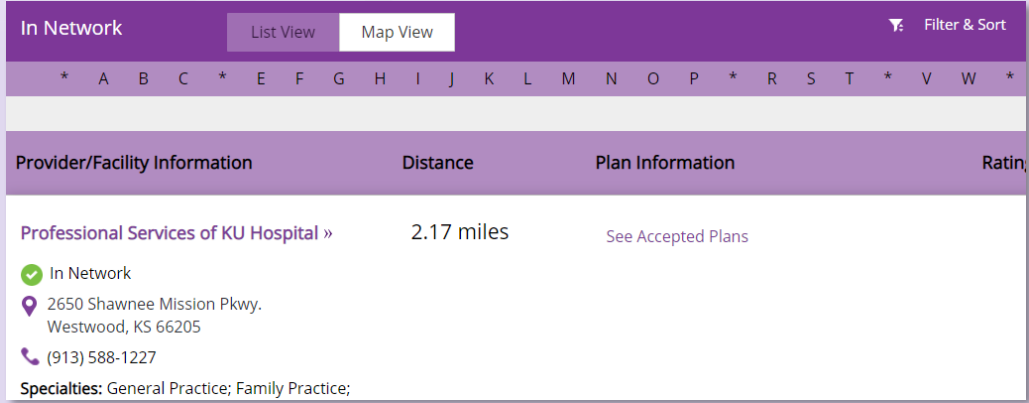 In Network List View Map View Filter & Sort
* A B C * E F G H I J K L M N O P * R S T * V W *
Provider/Facility Information Distance Plan Information Rating
Professional Services of KU Hospital » 2.17 miles See Accepted Plans
In Network
2650 Shawnee Mission Pkwy.
Westwood, KS 66205
(913) 588-1227
Specialties: General Practice; Family Practice;